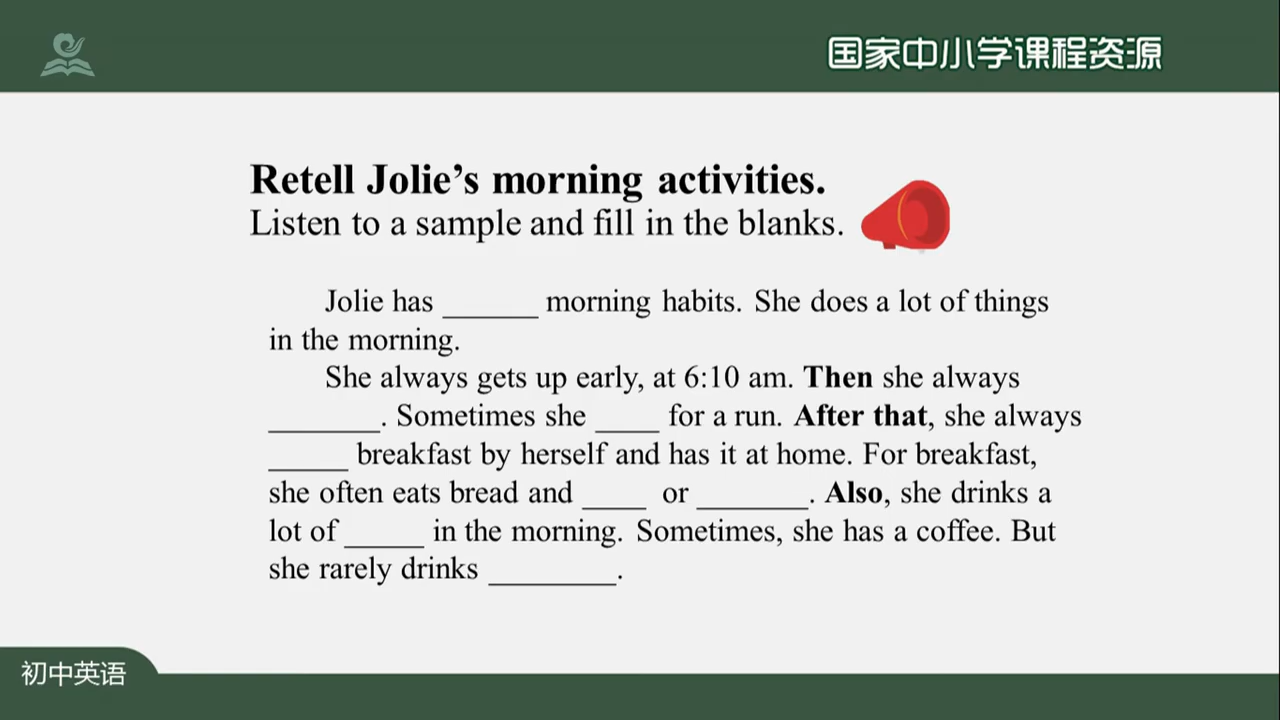 国家中小学课程资源
Retell Jolie’s morning activities.
Listen to a sample and fill in the blanks.
Jolie has ______ morning habits. She does a lot of things
in the morning.
She always gets up early, at 6:10 am. Then she always
_______. Sometimes she ____ for a run. After that, she always
_____ breakfast by herself and has it at home. For breakfast,
she often eats bread and ____ or _______. Also, she drinks a
lot of _____ in the morning. Sometimes, she has a coffee. But
she rarely drinks ________.
初中英语